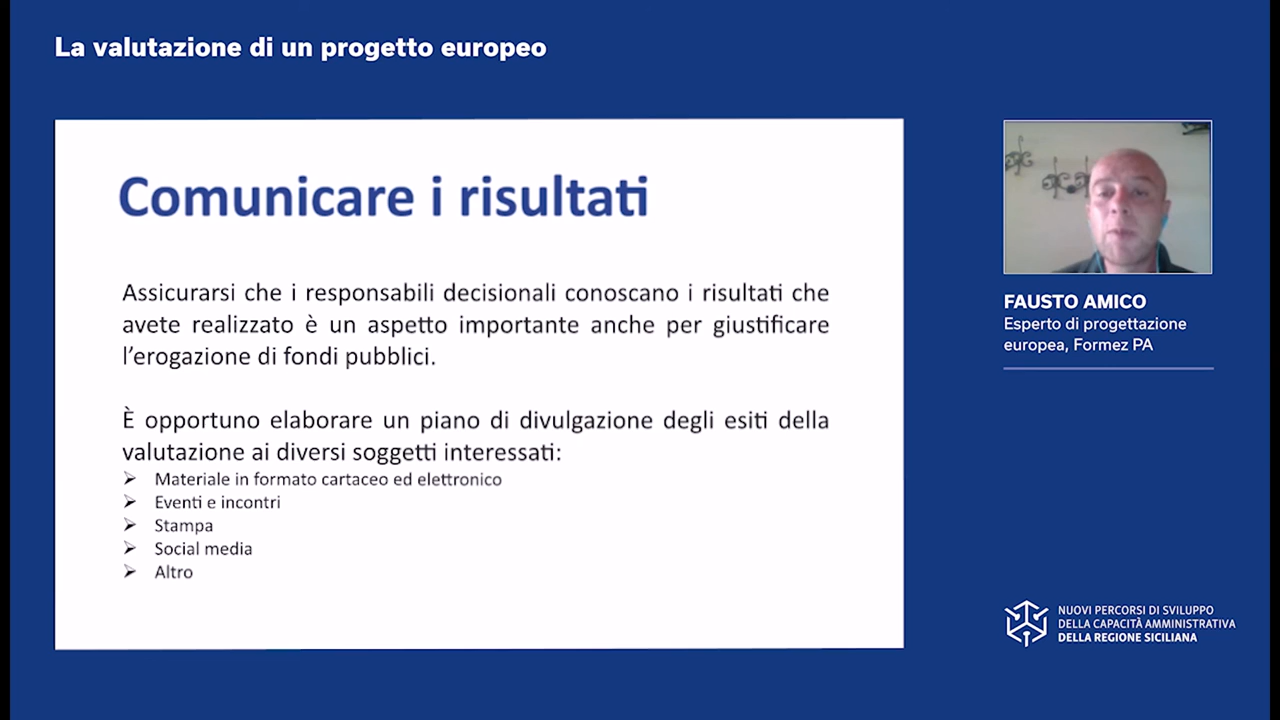 La valutazione di un progetto europeo
Comunicare i risultati
Assicurarsi che i responsabili decisionali conoscano i risultati che
avete realizzato è un aspetto importante anche per giustificare
l’erogazione di fondi pubblici.
È opportuno elaborare un piano di divulgazione degli esiti della
valutazione ai diversi soggetti interessati:
➢ Materiale in formato cartaceo ed elettronico
➢ Eventi e incontri
➢ Stampa
➢ Social media
➢ Altro
FAUSTO AMICO
Esperto di progettazione
europea, Formez PA
NUOVI PERCORSI DI SVILUPPO
DELLA CAPACITÀ AMMINISTRATIVA
DELLA REGIONE SICILIANA